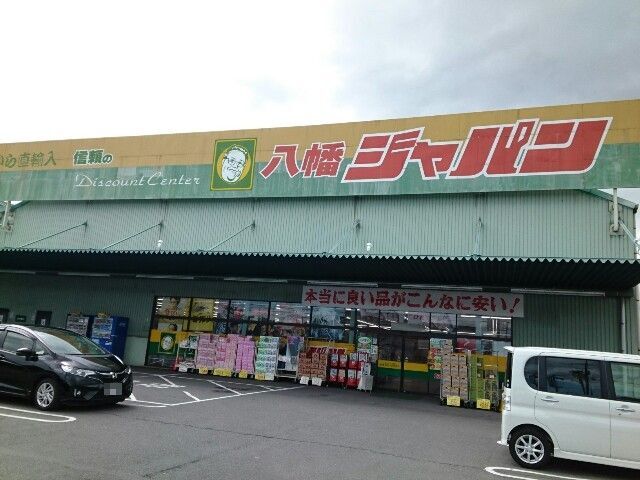 ら直輸入 信頼の
Discount Center
八幡 ジャパン
本当に良い品がこんなに安い!